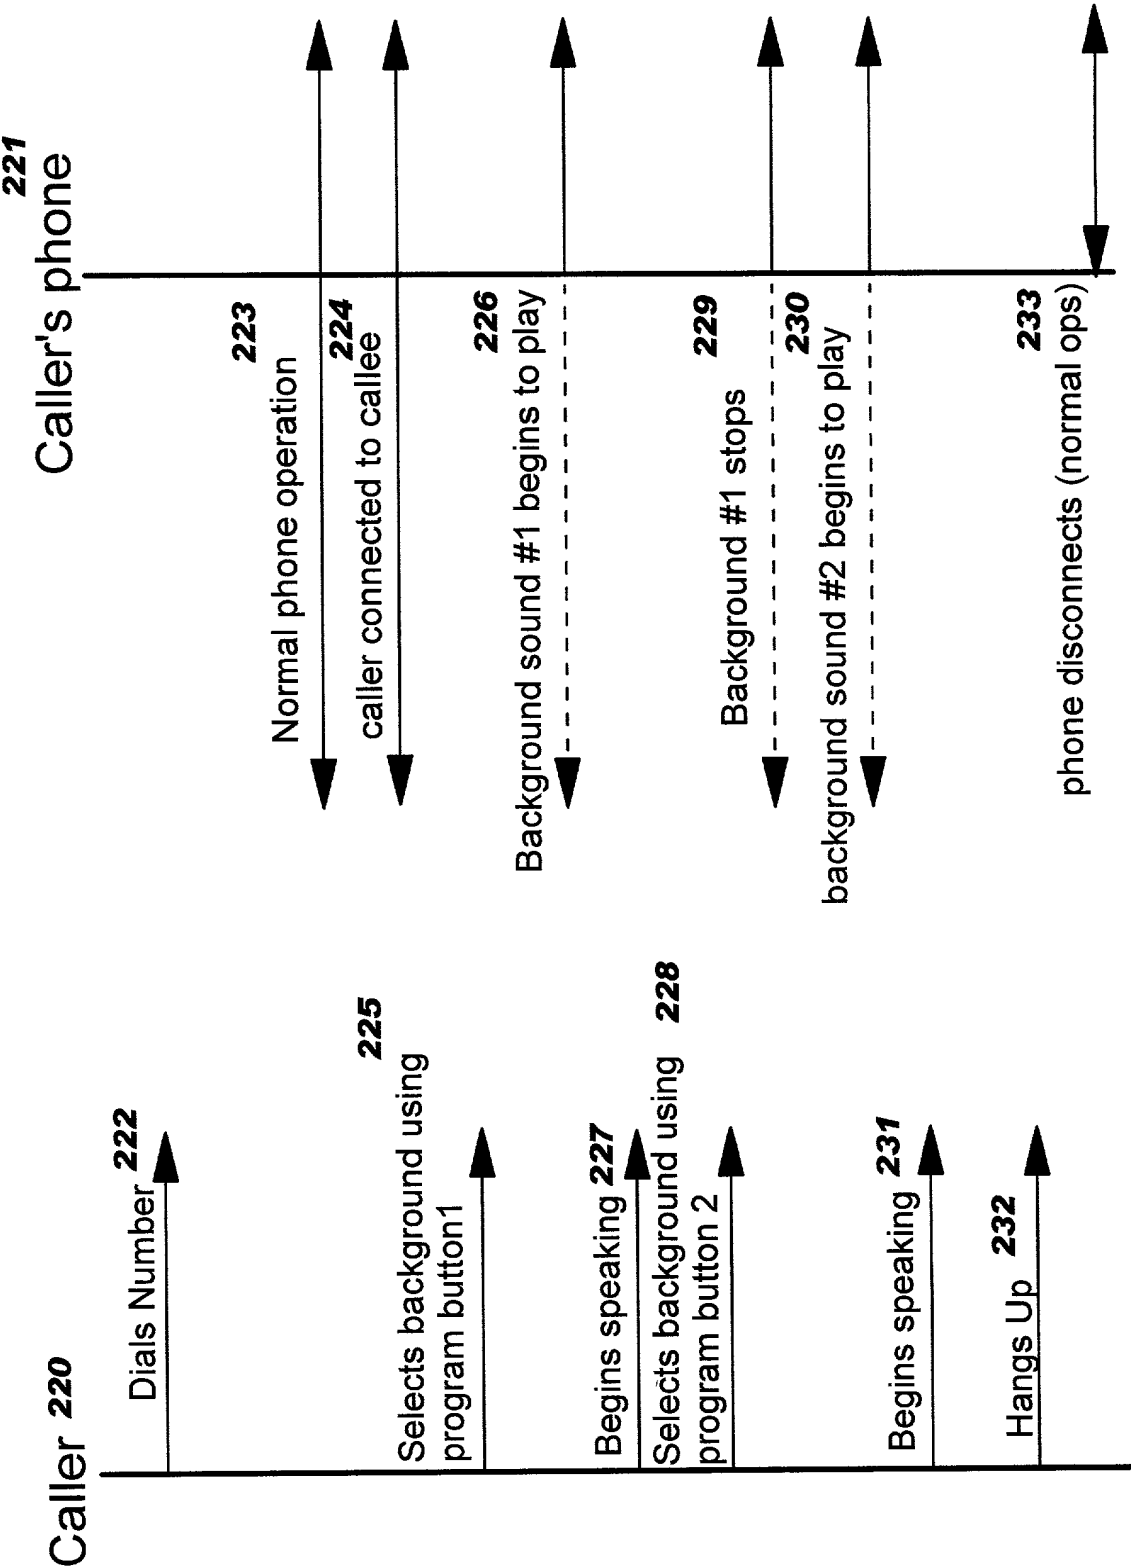 Caller 220
Caller's phone
221
Dials Number
222
223
Normal phone operation
224
caller connected to callee
225
Selects background using
program button1
226
Background sound #1 begins to play
Begins speaking
227
Selects background using
228
program button 2
229
Background #1 stops
230
background sound #2 begins to play
Begins speaking
231
Hangs Up
232
233
phone disconnects (normal ops)